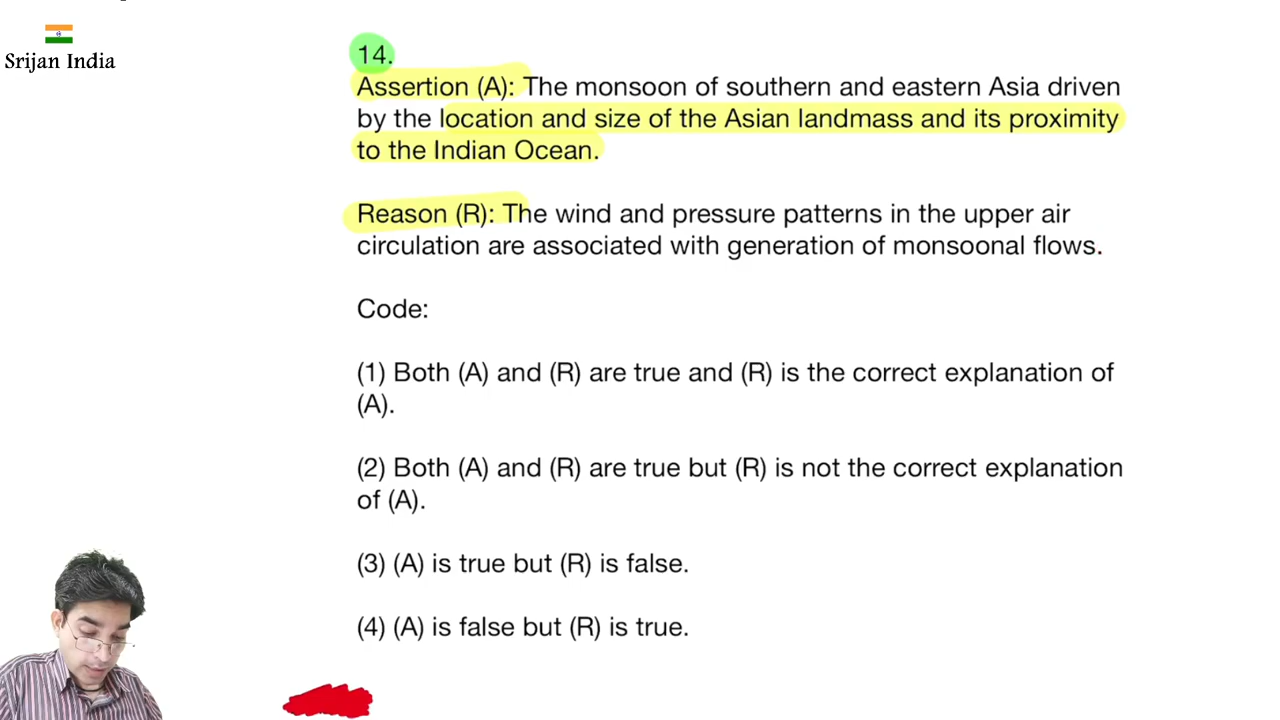 Srijan India
14.
Assertion (A): The monsoon of southern and eastern Asia driven
by the location and size of the Asian landmass and its proximity
to the Indian Ocean.
Reason (R): The wind and pressure patterns in the upper air
circulation are associated with generation of monsoonal flows.
Code:
(1) Both (A) and (R) are true and (R) is the correct explanation of
(A).
(2) Both (A) and (R) are true but (R) is not the correct explanation
of (A).
(3) (A) is true but (R) is false.
(4) (A) is false but (R) is true.